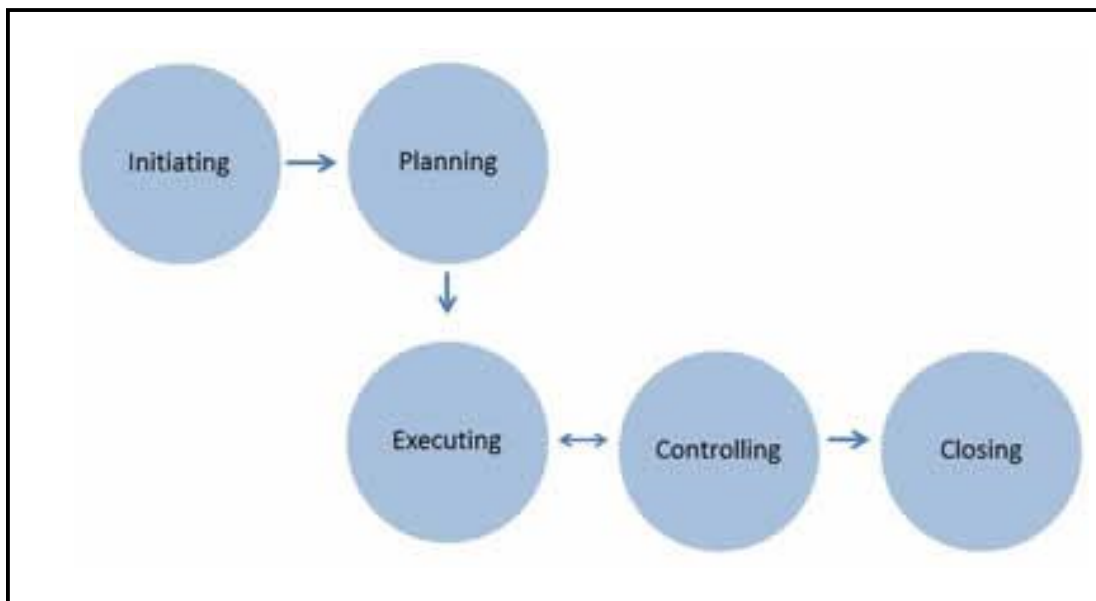 Initiating
Planning
Executing
Controlling
Closing